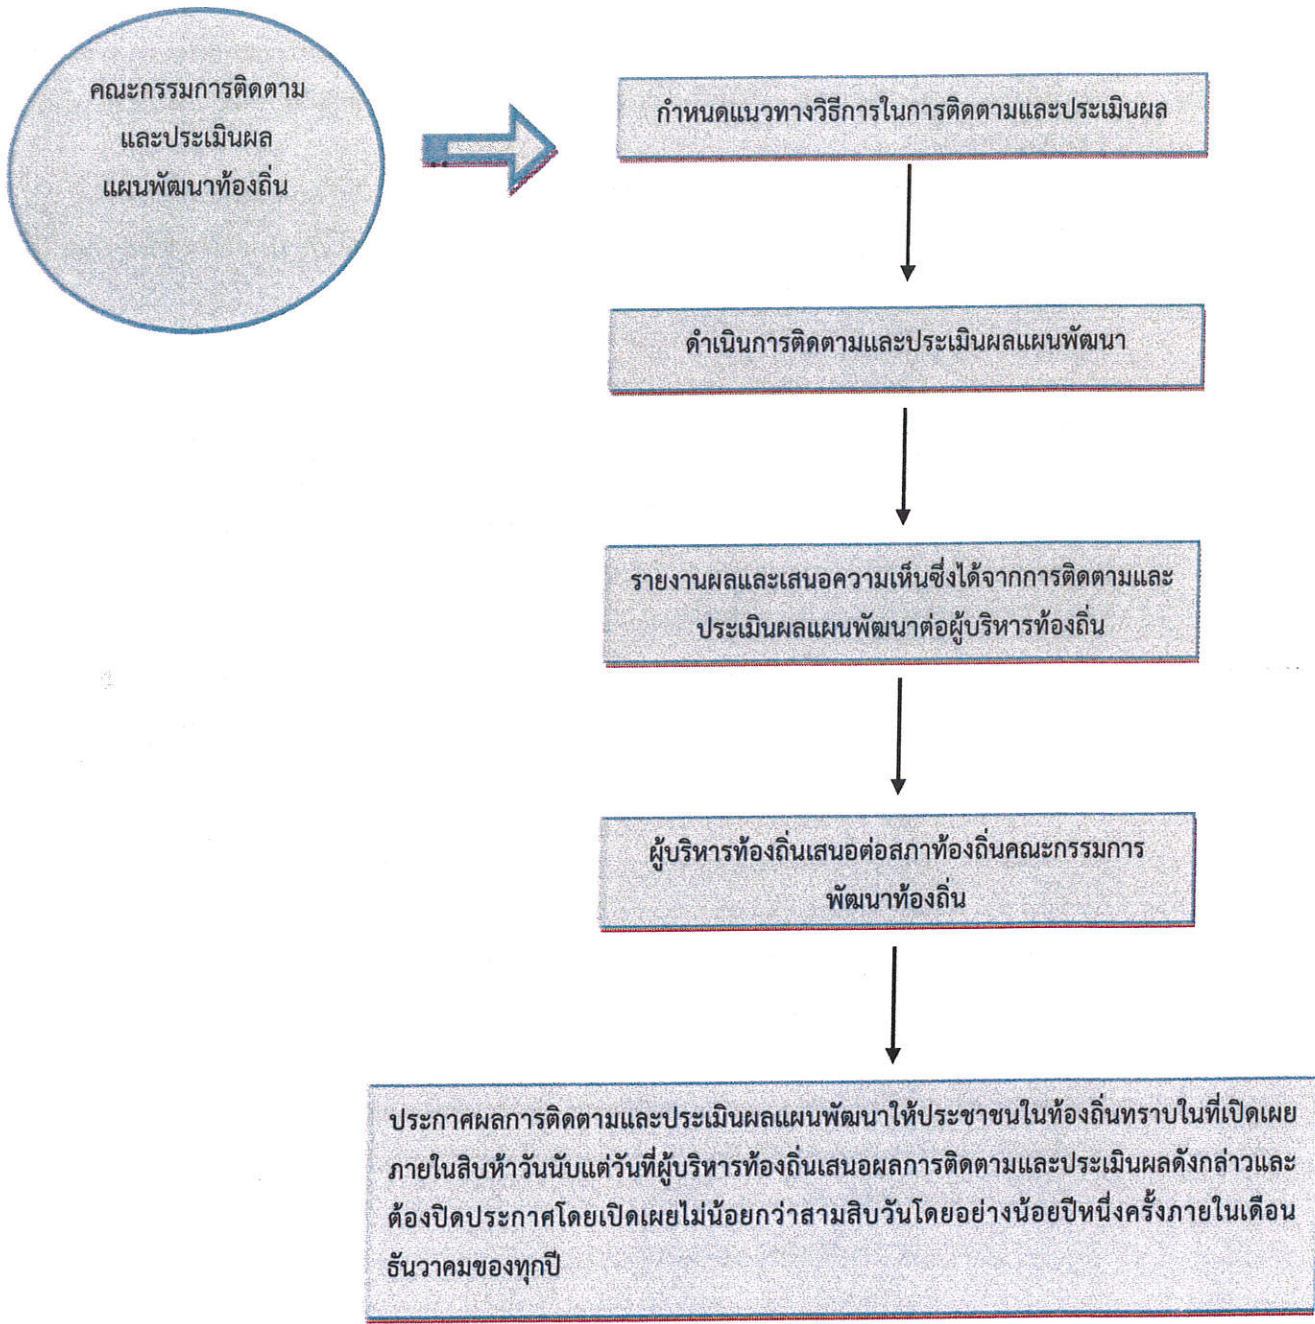 คณะกรรมการติดตาม
และประเมินผล
แผนพัฒนาท้องถิ่น
กำหนดแนวทางวิธีการในการติดตามและประเมินผล
ดำเนินการติดตามและประเมินผลแผนพัฒนา
รายงานผลและเสนอความเห็นซึ่งได้จากการติดตามและ
ประเมินผลแผนพัฒนาต่อผู้บริหารท้องถิ่น
ผู้บริหารท้องถิ่นเสนอต่อสภาท้องถิ่นคณะกรรมการ
พัฒนาท้องถิ่น
ประกาศผลการติดตามและประเมินผลแผนพัฒนาให้ประชาชนในท้องถิ่นทราบในที่เปิดเผย
ภายในสิบห้าวันนับแต่วันที่ผู้บริหารท้องถิ่นเสนอผลการติดตามและประเมินผลดังกล่าวและ
ต้องปิดประกาศโดยเปิดเผยไม่น้อยกว่าสามสิบวันโดยอย่างน้อยปีหนึ่งครั้งภายในเดือน
ธันวาคมของทุกปี